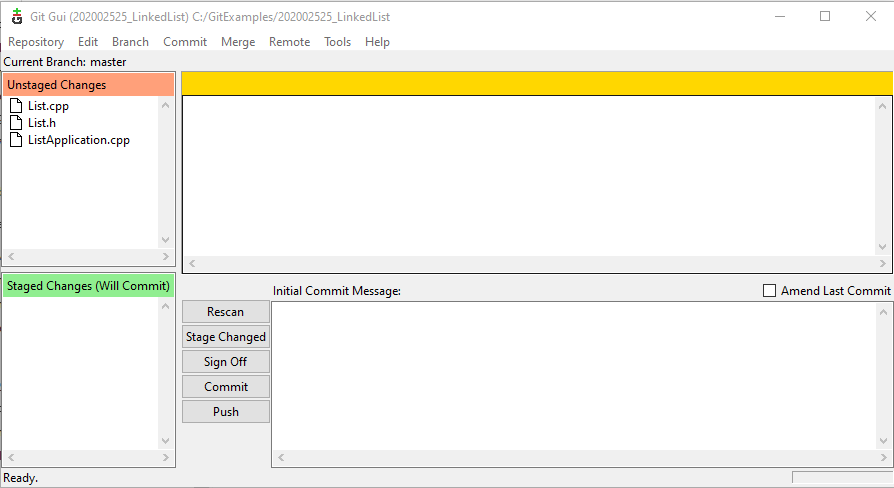 Git Gui (202002525_LinkedList) C:/GitExamples/202002525_LinkedList
Repository Edit Branch Commit Merge Remote Tools Help
Current Branch: master
Unstaged Changes
List.cpp
List.h
ListApplication.cpp
Staged Changes (Will Commit)
Initial Commit Message:
Amend Last Commit
Rescan
Stage Changed
Sign Off
Commit
Push
Ready.